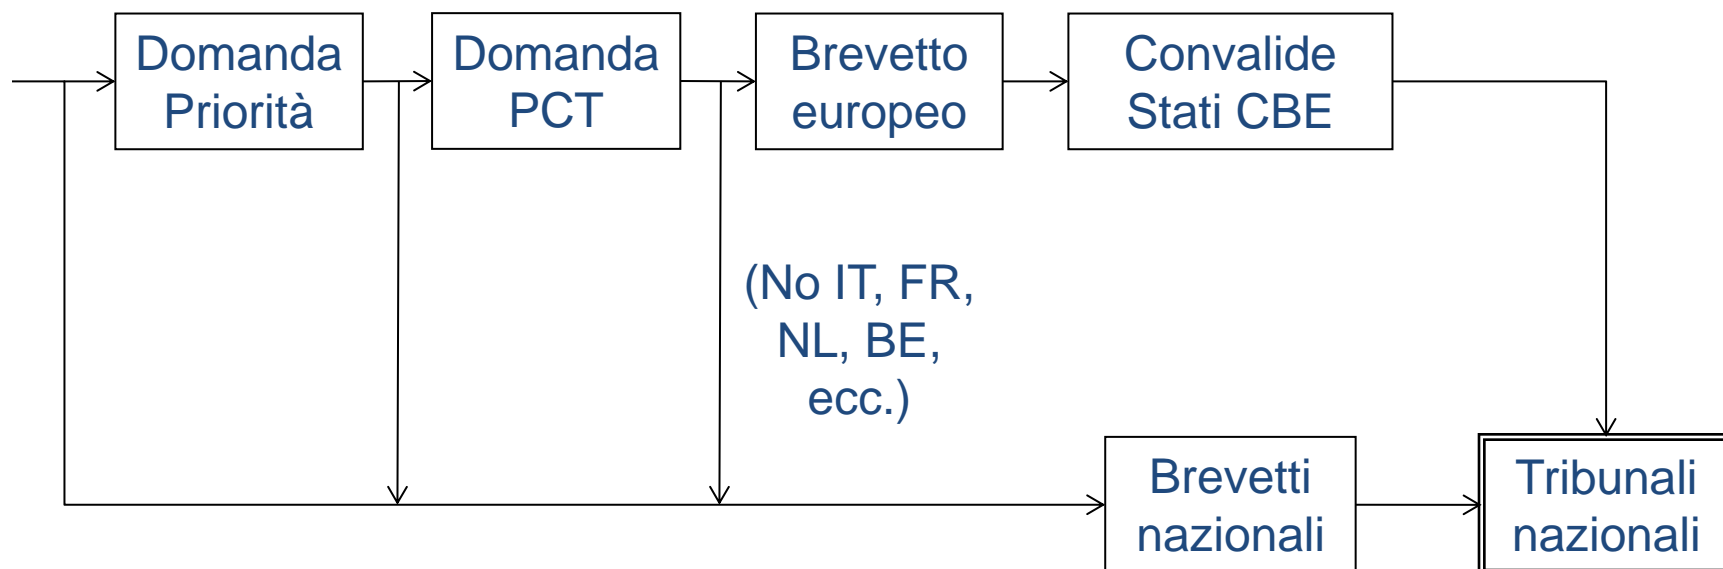 Domanda
Priorità
Domanda
PCT
Brevetto
europeo
Convalide
Stati CBE
(No IT, FR,
NL, BE,
ecc.)
Brevetti
nazionali
Tribunali
nazionali